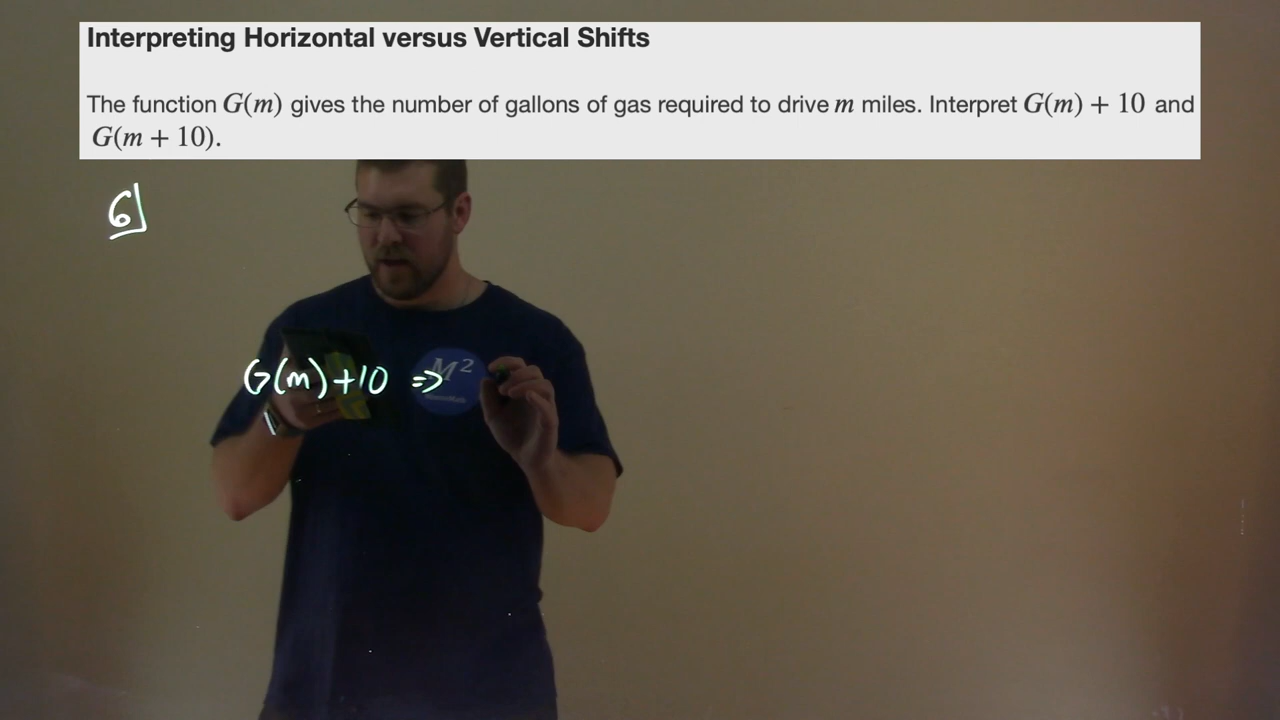 Interpreting Horizontal versus Vertical Shifts
The function G(m) gives the number of gallons of gas required to drive m miles. Interpret G(m) + 10 and
G(m + 10).
6]
G(m)+10 ⇒
M²